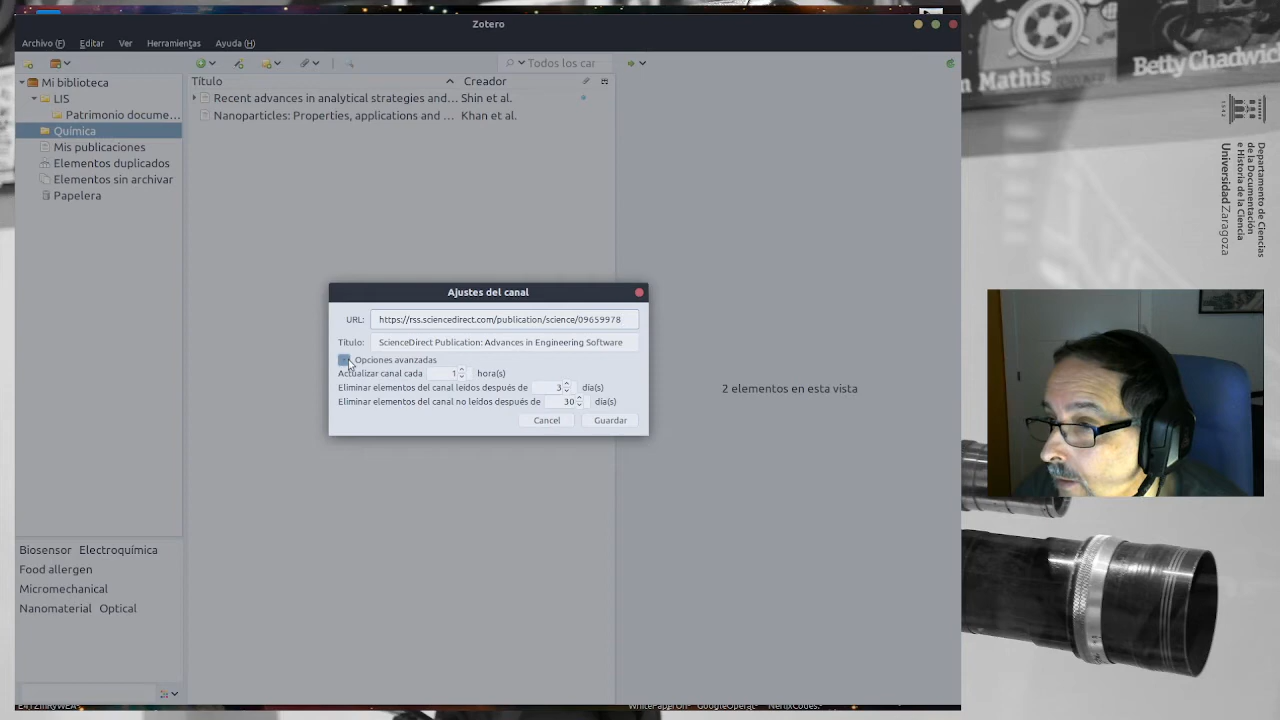 Zotero
Archivo (F) Editar Ver Herramientas Ayuda (H)
Todos los car
Mi biblioteca
LIS
Patrimonio docume...
Química
Mis publicaciones
Elementos duplicados
Elementos sin archivar
Papelera
Título Creador
Recent advances in analytical strategies and... Shin et al.
Nanoparticles: Properties, applications and ... Khan et al.
2 elementos en esta vista
Ajustes del canal
URL: https://rss.sciencedirect.com/publication/science/09659978
Título: ScienceDirect Publication: Advances in Engineering Software
Opciones avanzadas
Actualizar canal cada 1 hora(s)
Eliminar elementos del canal leídos después de 3 día(s)
Eliminar elementos del canal no leídos después de 30 día(s)
Cancel Guardar
Biosensor Electroquímica
Food allergen
Micromechanical
Nanomaterial Optical
n Mathis
Betty Chadwic
1542
Departamento de Ciencias
de la Documentación
e Historia de la Ciencia
Universidad Zaragoza